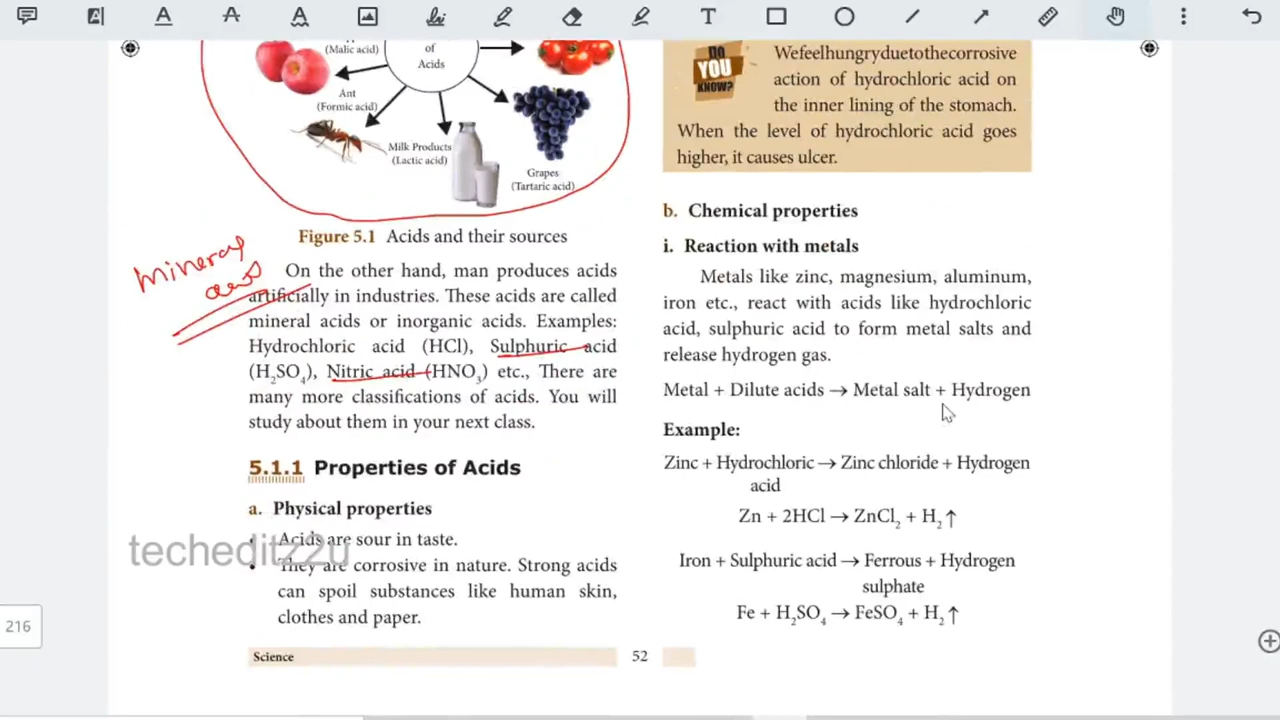 (Malic acid)
of
Acids
Ant
(Formic acid)
Milk Products
(Lactic acid)
Grapes
(Tartaric acid)
Figure 5.1 Acids and their sources
mineral
acid
On the other hand, man produces acids
artificially in industries. These acids are called
mineral acids or inorganic acids. Examples:
Hydrochloric acid (HCl), Sulphuric acid
(H₂SO₄), Nitric acid (HNO₃) etc., There are
many more classifications of acids. You will
study about them in your next class.
5.1.1 Properties of Acids
a. Physical properties
• Acids are sour in taste.
• They are corrosive in nature. Strong acids
can spoil substances like human skin,
clothes and paper.
techeditz2u
DO
YOU
KNOW?
Wefeelhungryduetothecorrosive
action of hydrochloric acid on
the inner lining of the stomach.
When the level of hydrochloric acid goes
higher, it causes ulcer.
b. Chemical properties
i. Reaction with metals
Metals like zinc, magnesium, aluminum,
iron etc., react with acids like hydrochloric
acid, sulphuric acid to form metal salts and
release hydrogen gas.
Metal + Dilute acids → Metal salt + Hydrogen
Example:
Zinc + Hydrochloric → Zinc chloride + Hydrogen
acid
Zn + 2HCl → ZnCl₂ + H₂↑
Iron + Sulphuric acid → Ferrous + Hydrogen
sulphate
Fe + H₂SO₄ → FeSO₄ + H₂↑
216
Science
52